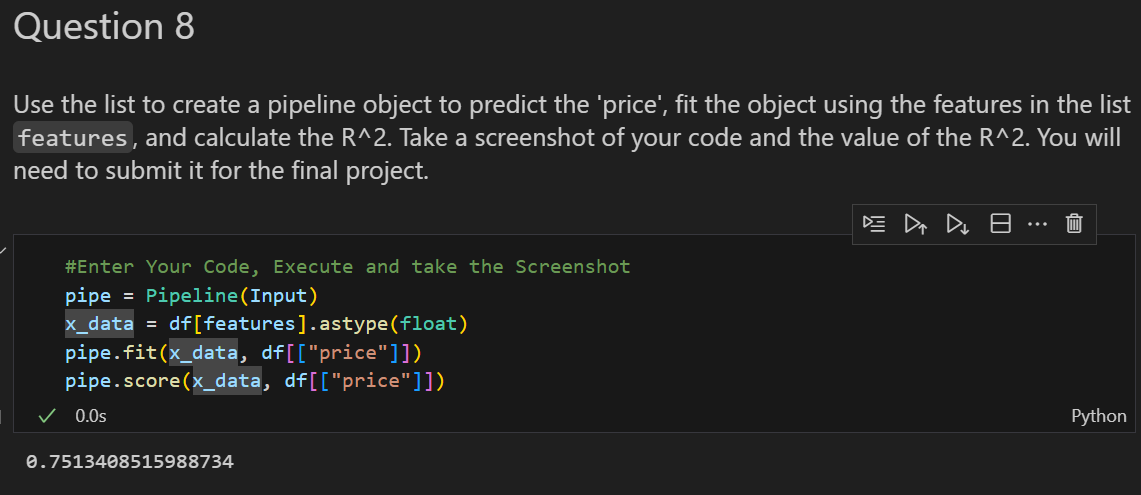 Question 8
Use the list to create a pipeline object to predict the 'price', fit the object using the features in the list
features, and calculate the R^2. Take a screenshot of your code and the value of the R^2. You will
need to submit it for the final project.
#Enter Your Code, Execute and take the Screenshot
pipe = Pipeline(Input)
x_data = df[features].astype(float)
pipe.fit(x_data, df[["price"]])
pipe.score(x_data, df[["price"]])
0.0s
Python
0.7513408515988734